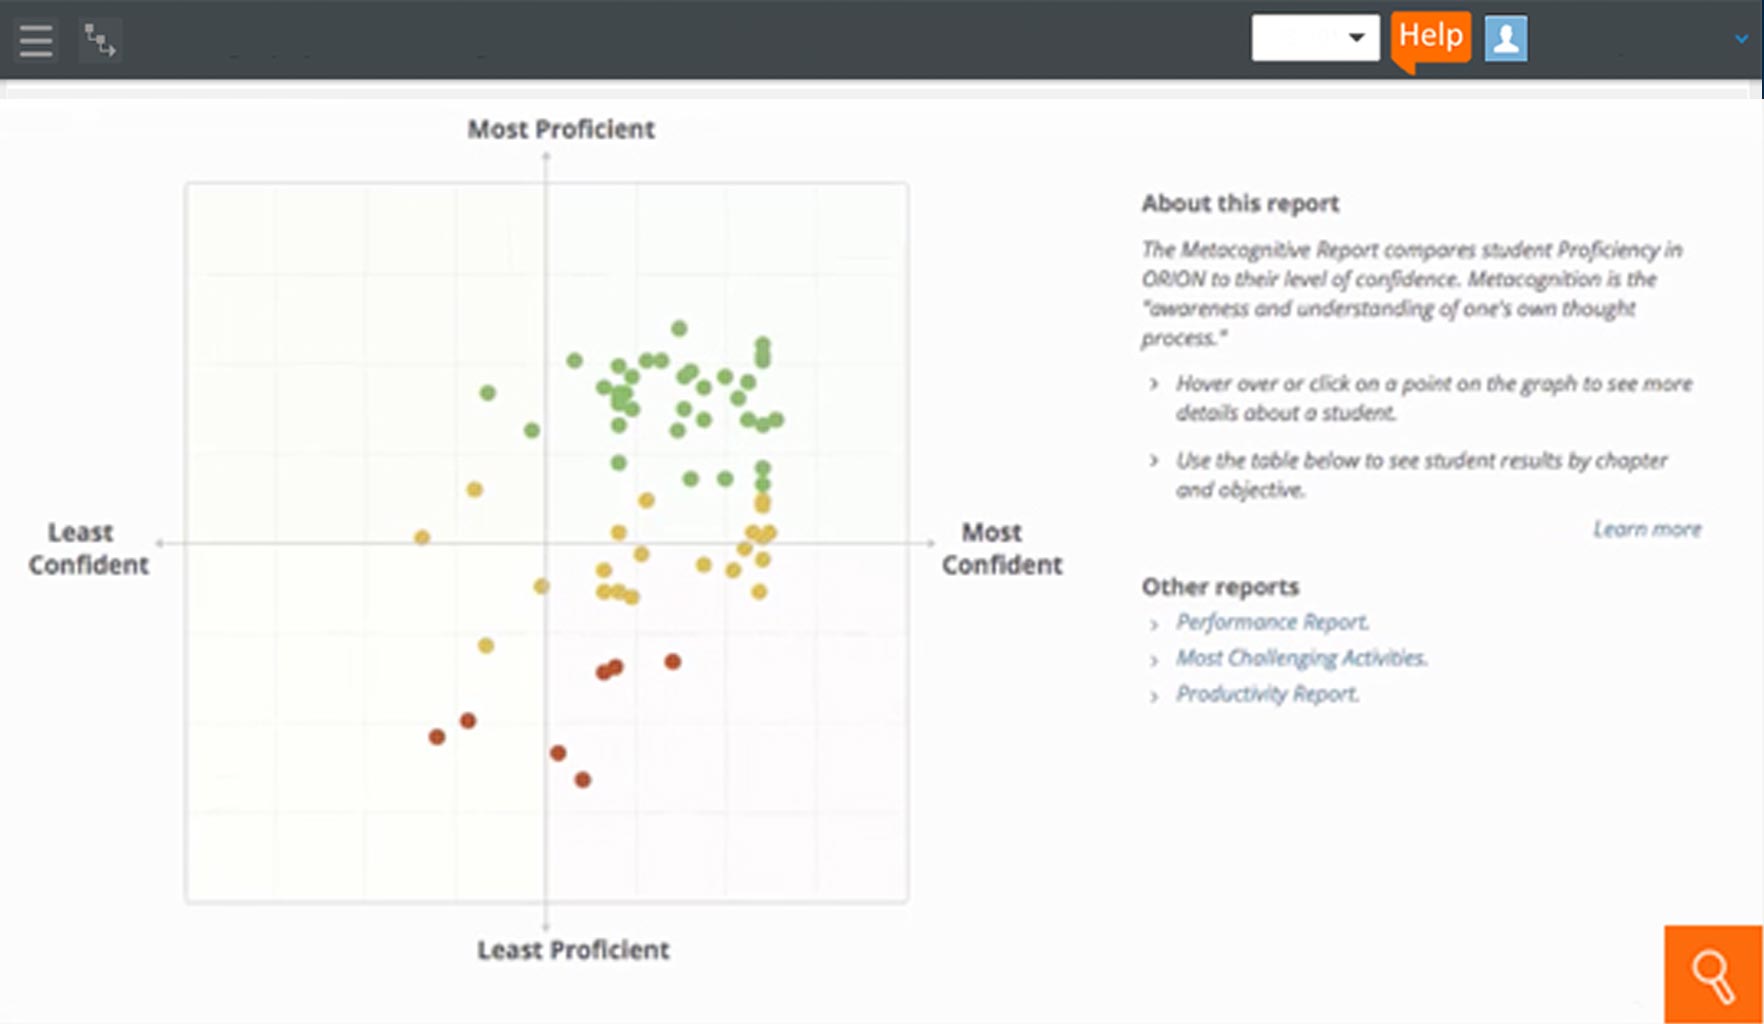 Help
Most Proficient
Least
Confident
Most
Confident
Least Proficient
About this report
The Metacognitive Report compares student Proficiency in
ORION to their level of confidence. Metacognition is the
"awareness and understanding of one's own thought
process."
› Hover over or click on a point on the graph to see more
details about a student.
› Use the table below to see student results by chapter
and objective.
Learn more
Other reports
› Performance Report.
› Most Challenging Activities.
› Productivity Report.